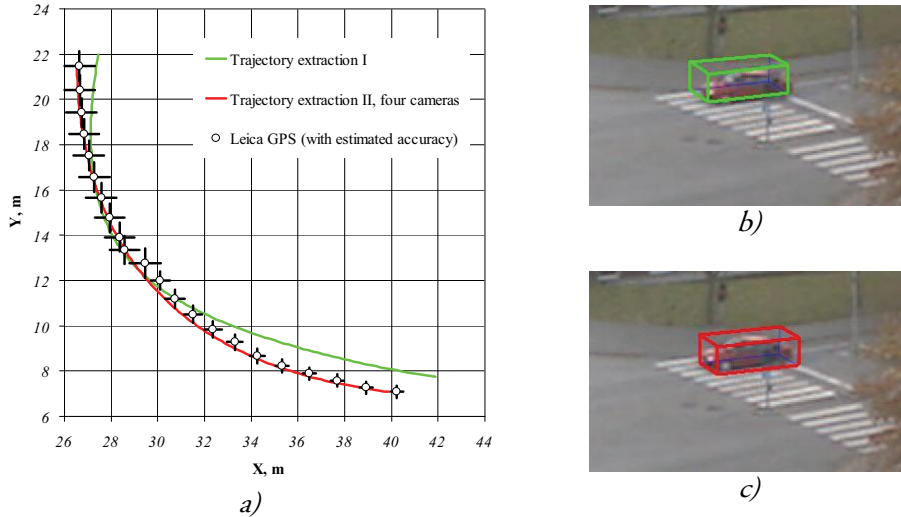 24
22
20
18
16
14
12
10
8
6
Y, m
Trajectory extraction I
Trajectory extraction II, four cameras
Leica GPS (with estimated accuracy)
26 28 30 32 34 36 38 40 42 44
X, m
a)
b)
c)